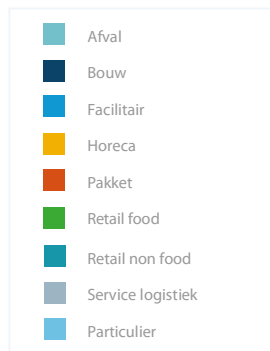 Afval
Bouw
Facilitair
Horeca
Pakket
Retail food
Retail non food
Service logistiek
Particulier